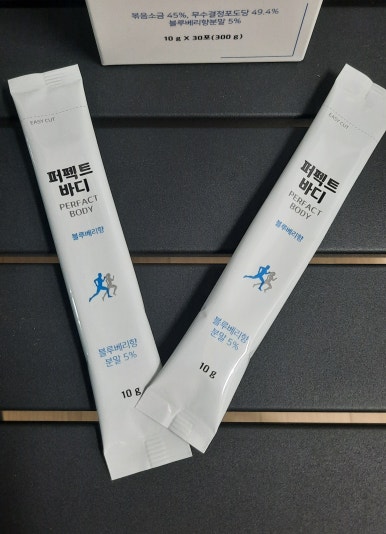 볶음소금 45%, 무수결정포도당 49.4%
블루베리향분말 5%
10 g X 30포(300 g)
EASY CUT
퍼펙트
바디
PERFACT
BODY
블루베리향
블루베리향
분말 5%
10 g
EASY CUT
퍼펙트
바디
PERFACT
BODY
블루베리향
블루베리향
분말 5%
10 g